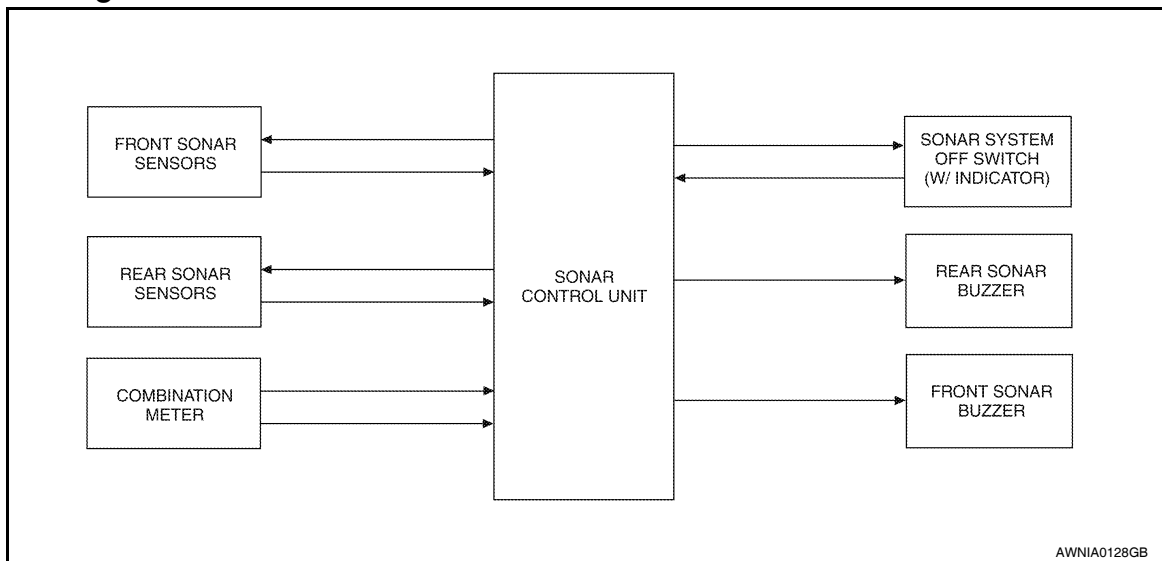 FRONT SONAR
SENSORS
REAR SONAR
SENSORS
COMBINATION
METER
SONAR
CONTROL UNIT
SONAR SYSTEM
OFF SWITCH
(W/ INDICATOR)
REAR SONAR
BUZZER
FRONT SONAR
BUZZER
AWNIA0128GB